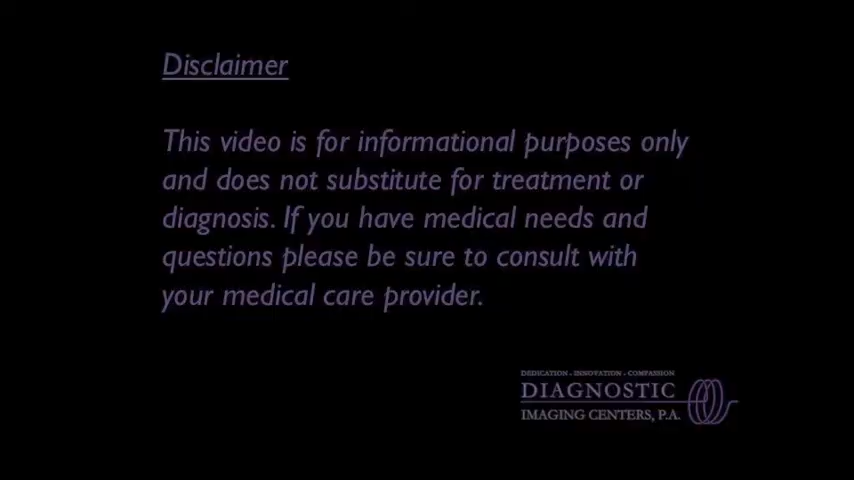 Disclaimer
This video is for informational purposes only
and does not substitute for treatment or
diagnosis. If you have medical needs and
questions please be sure to consult with
your medical care provider.
DEDICATION . INNOVATION . COMPASSION
DIAGNOSTIC
IMAGING CENTERS, P.A.